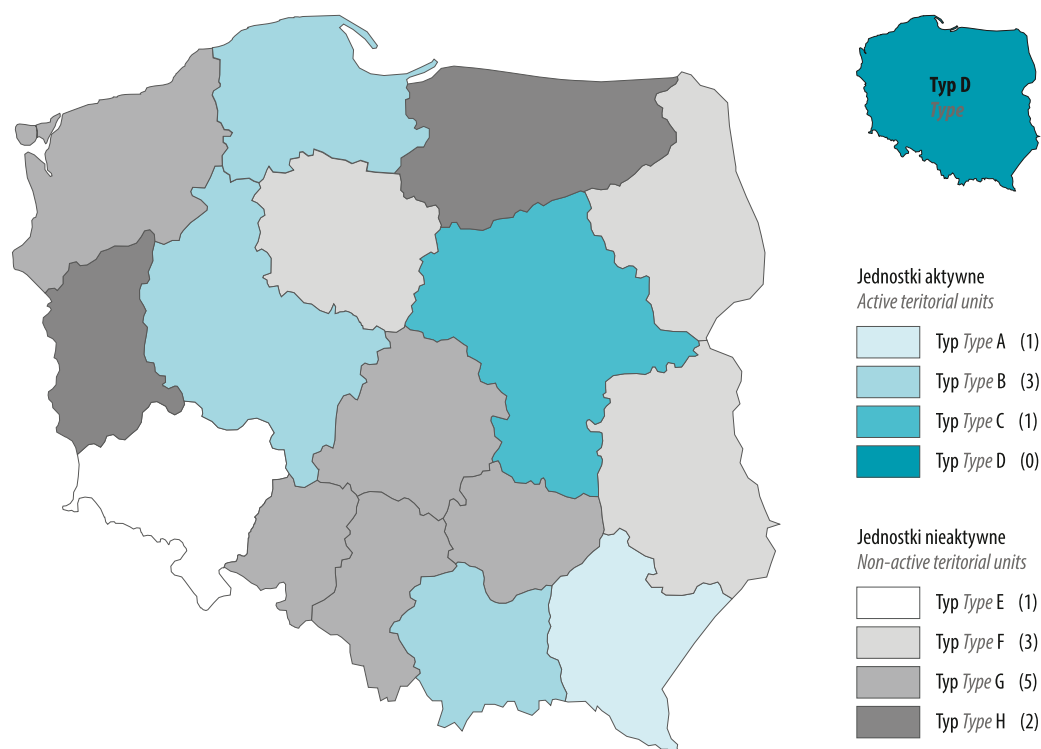 Typ D
Type
Jednostki aktywne
Active teritorial units
Typ Type A (1)
Typ Type B (3)
Typ Type C (1)
Typ Type D (0)
Jednostki nieaktywne
Non-active teritorial units
Typ Type E (1)
Typ Type F (3)
Typ Type G (5)
Typ Type H (2)